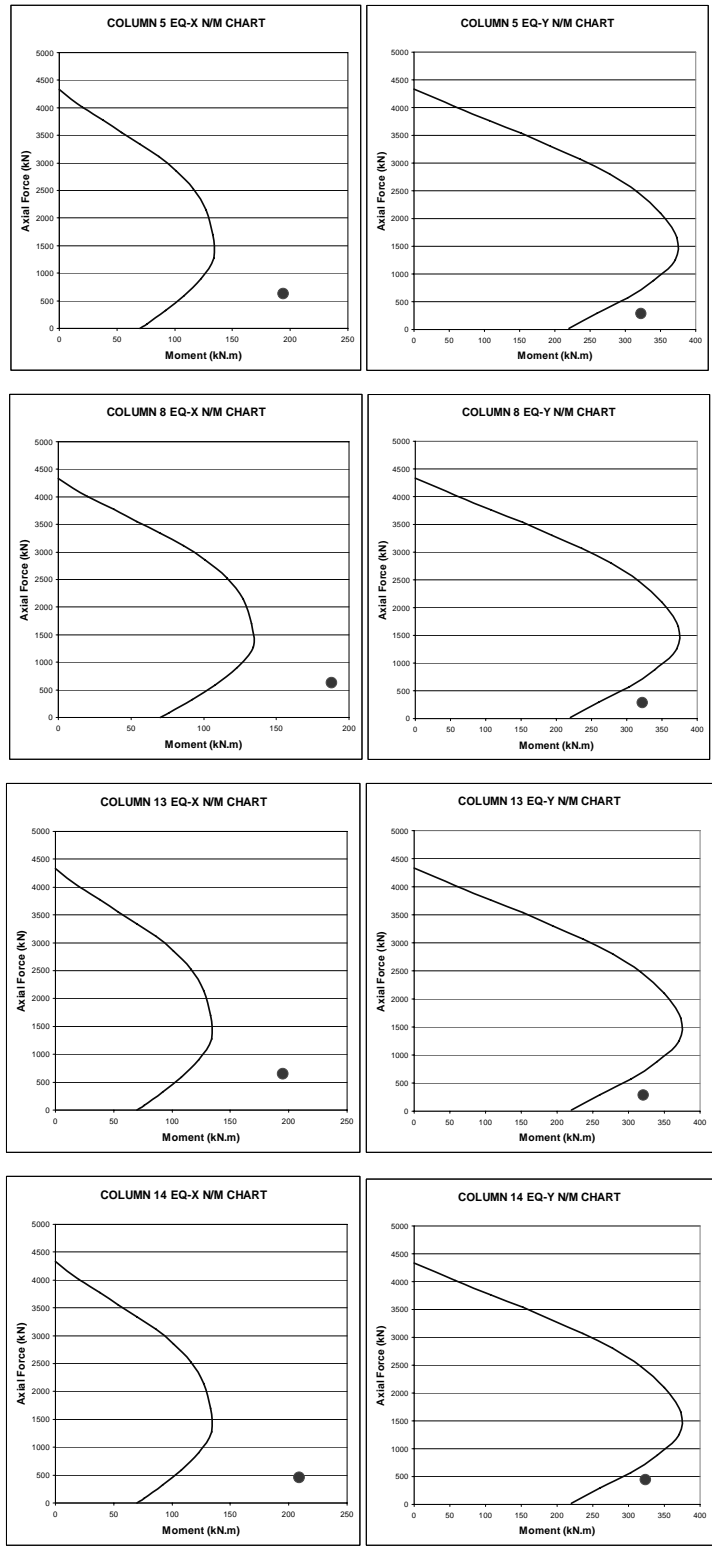 COLUMN 5 EQ-X N/M CHART
5000
4500
4000
3500
3000
2500
2000
1500
1000
500
0
Axial Force (kN)
0 50 100 150 200 250
Moment (kN.m)
COLUMN 5 EQ-Y N/M CHART
5000
4500
4000
3500
3000
2500
2000
1500
1000
500
0
Axial Force (kN)
0 50 100 150 200 250 300 350 400
Moment (kN.m)
COLUMN 8 EQ-X N/M CHART
5000
4500
4000
3500
3000
2500
2000
1500
1000
500
0
Axial Force (kN)
0 50 100 150 200
Moment (kN.m)
COLUMN 8 EQ-Y N/M CHART
5000
4500
4000
3500
3000
2500
2000
1500
1000
500
0
Axial Force (kN)
0 50 100 150 200 250 300 350 400
Moment (kN.m)
COLUMN 13 EQ-X N/M CHART
5000
4500
4000
3500
3000
2500
2000
1500
1000
500
0
Axial Force (kN)
0 50 100 150 200 250
Moment (kN.m)
COLUMN 13 EQ-Y N/M CHART
5000
4500
4000
3500
3000
2500
2000
1500
1000
500
0
Axial Force (kN)
0 50 100 150 200 250 300 350 400
Moment (kN.m)
COLUMN 14 EQ-X N/M CHART
5000
4500
4000
3500
3000
2500
2000
1500
1000
500
0
Axial Force (kN)
0 50 100 150 200 250
Moment (kN.m)
COLUMN 14 EQ-Y N/M CHART
5000
4500
4000
3500
3000
2500
2000
1500
1000
500
0
Axial Force (kN)
0 50 100 150 200 250 300 350 400
Moment (kN.m)